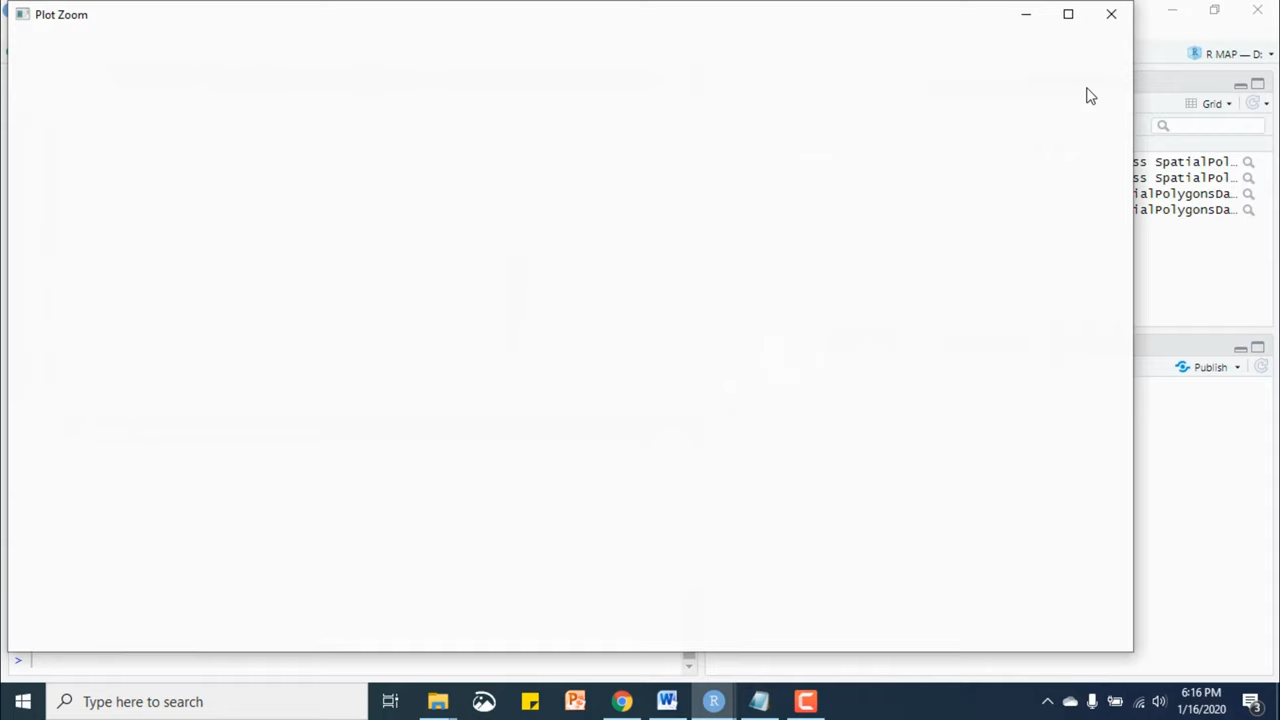 Plot Zoom
R MAP — D:
Grid
ss SpatialPol…
ss SpatialPol…
ialPolygonsDa…
ialPolygonsDa…
Publish
>
Type here to search
6:16 PM
1/16/2020
3